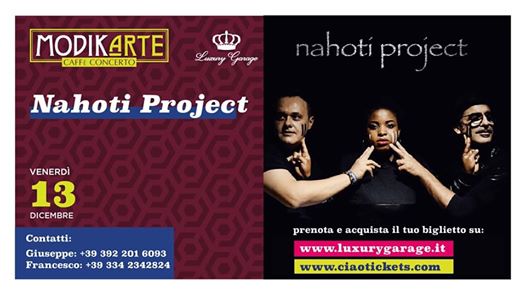 MODIKARTE
CAFFÈ CONCERTO
Luxury Garage
Nahoti Project
VENERDÌ
13
DICEMBRE
Contatti:
Giuseppe: +39 392 201 6093
Francesco: +39 334 2342824
nahoti project
prenota e acquista il tuo biglietto su:
www.luxurygarage.it
www.ciaotickets.com